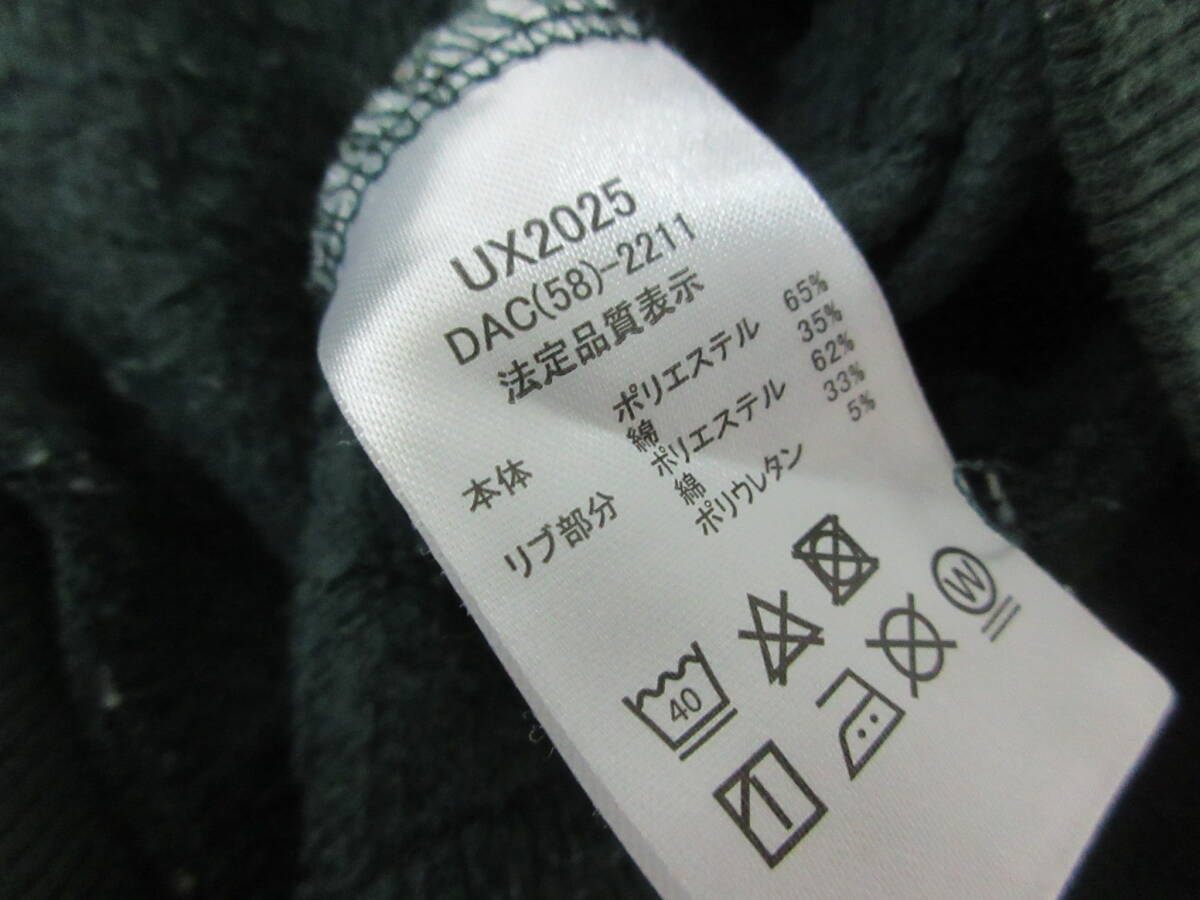 UX2025
DAC(58)-2211
法定品質表示
本体 ポリエステル 65%
綿 35%
リブ部分 ポリエステル 62%
綿 33%
ポリウレタン 5%
40
W